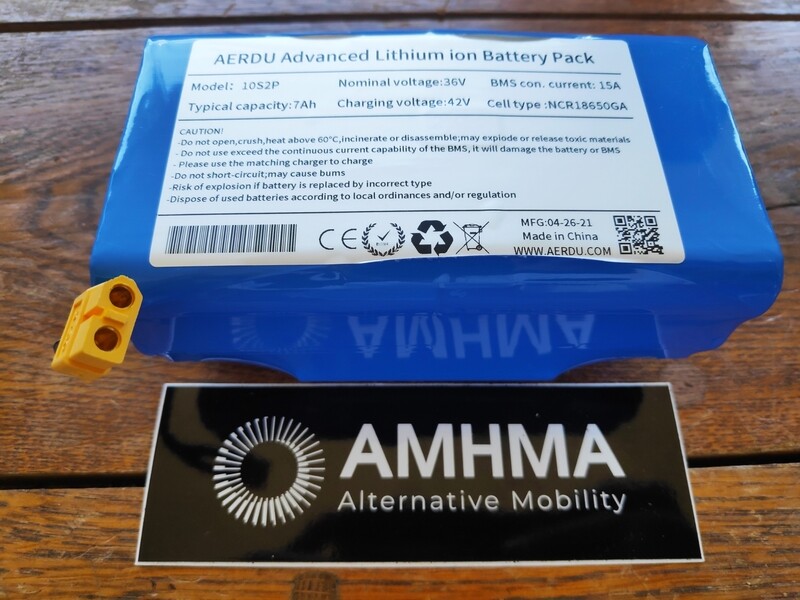 AERDU Advanced Lithium ion Battery Pack
Model: 10S2P Nominal voltage:36V BMS con. current: 15A
Typical capacity:7Ah Charging voltage:42V Cell type :NCR18650GA
CAUTION!
-Do not open,crush,heat above 60°C,incinerate or disassemble;may explode or release toxic materials
- Do not use exceed the continuous current capability of the BMS, it will damage the battery or BMS
- Please use the matching charger to charge
-Do not short-circuit;may cause bums
-Risk of explosion if battery is replaced by incorrect type
-Dispose of used batteries according to local ordinances and/or regulation
CE
MFG:04-26-21
Made in China
WWW.AERDU.COM
AMHMA
AMHMA
Alternative Mobility